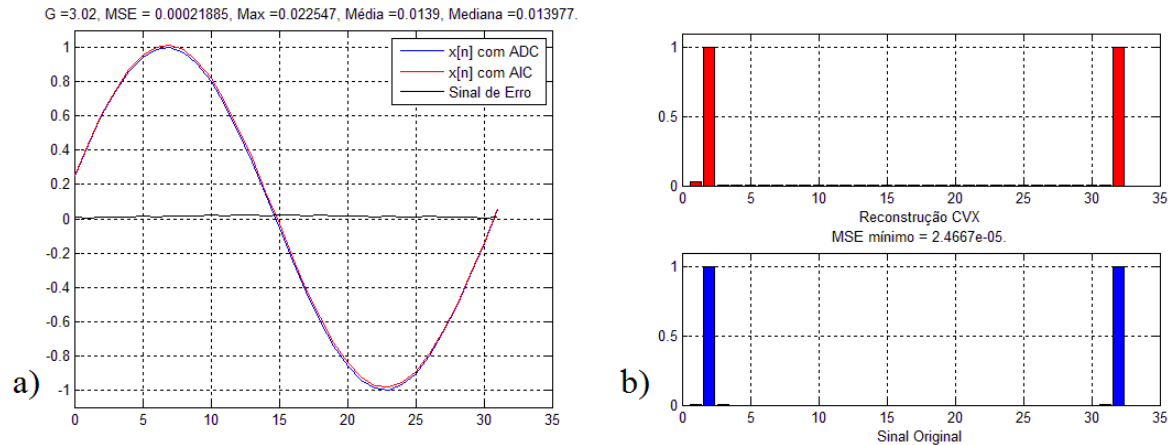 G =3.02, MSE = 0.00021885, Max =0.022547, Média =0.0139, Mediana =0.013977.
1
0.8
0.6
0.4
0.2
0
-0.2
-0.4
-0.6
-0.8
-1
0 5 10 15 20 25 30 35
x[n] com ADC
x[n] com AIC
Sinal de Erro
a)
1
0.5
0
0 5 10 15 20 25 30 35
Reconstrução CVX
MSE mínimo = 2.4667e-05.
1
0.5
0
0 5 10 15 20 25 30 35
Sinal Original
b)